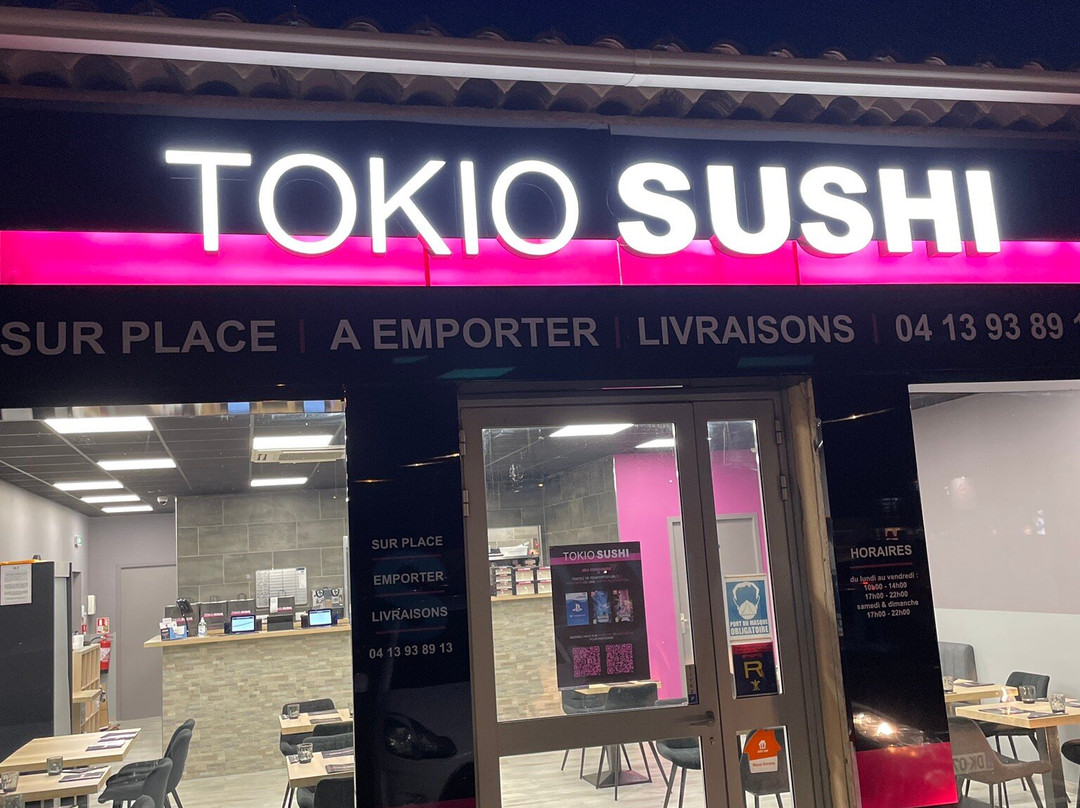 TOKIO SUSHI
SUR PLACE | A EMPORTER | LIVRAISONS | 04 13 93 89 1
SUR PLACE
EMPORTER
LIVRAISONS
04 13 93 89 13
TOKIO SUSHI
PORT DU MASQUE
OBLIGATOIRE
R
HORAIRES
du lundi au vendredi :
10h00 - 14h00
17h00 - 22h00
samedi & dimanche
17h00 - 22h00